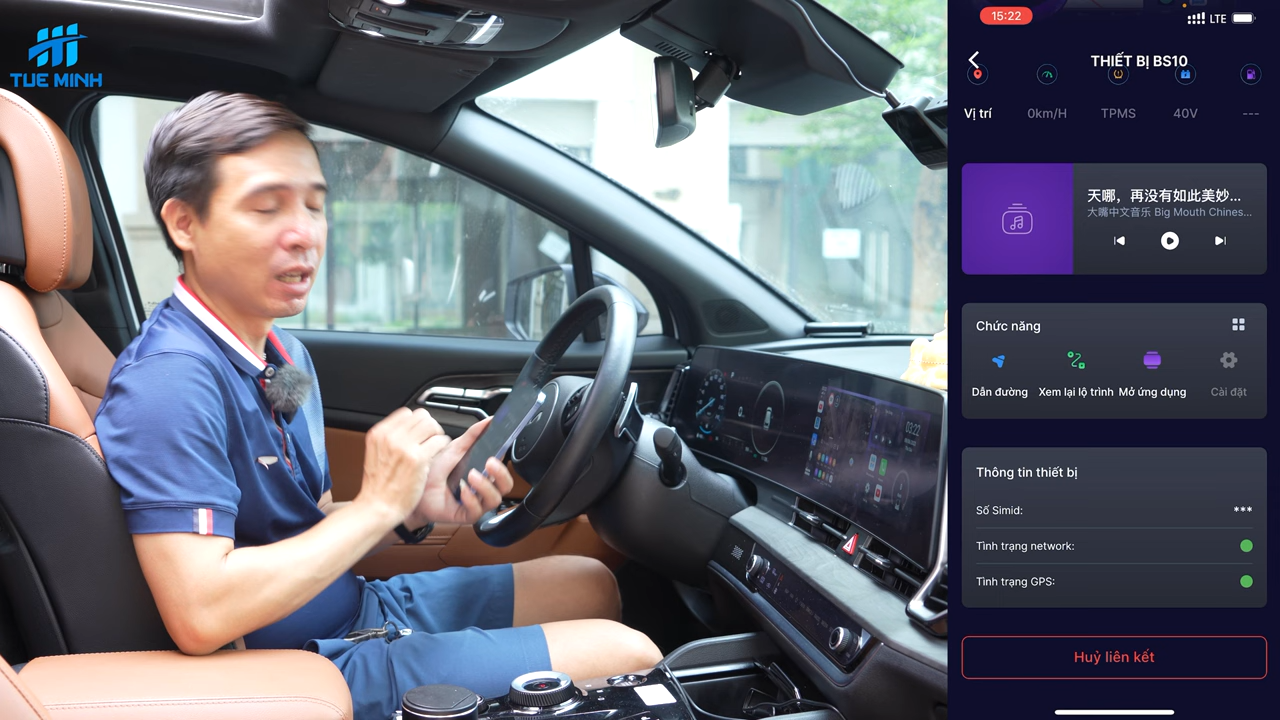 TUE MINH
03:22
15:22
LTE
THIẾT BỊ BS10
Vị trí
0km/H
TPMS
40V
---
天哪，再没有如此美妙...
大嘴中文音乐 Big Mouth Chines...
Chức năng
Dẫn đường
Xem lại lộ trình
Mở ứng dụng
Cài đặt
Thông tin thiết bị
Số Simid:
***
Tình trạng network:
Tình trạng GPS:
Huỷ liên kết